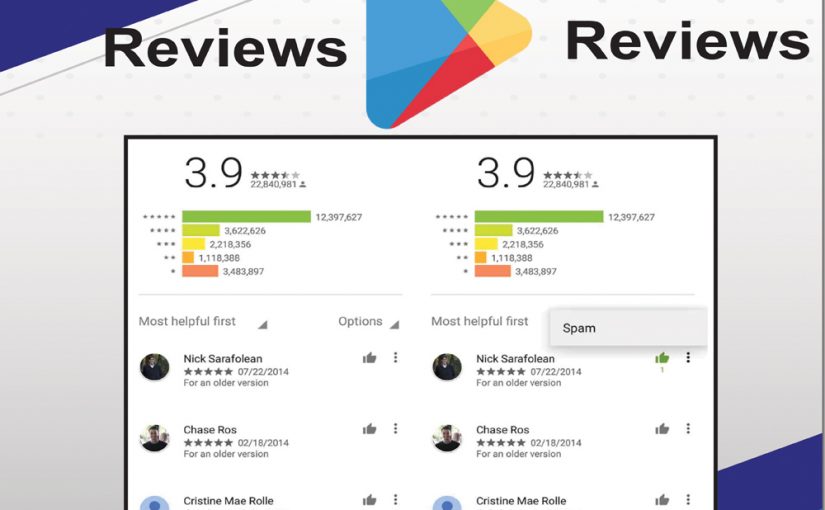 Reviews
Reviews
3.9
22,840,981
12,397,627
3,622,626
2,218,356
1,118,388
3,483,897
Most helpful first
Options
Nick Sarafolean
07/22/2014
For an older version
Chase Ros
02/18/2014
For an older version
Cristine Mae Rolle
3.9
22,840,981
12,397,627
3,622,626
2,218,356
1,118,388
3,483,897
Most helpful first
Spam
Nick Sarafolean
07/22/2014
1
For an older version
Chase Ros
02/18/2014
For an older version
Cristine Mae Rolle